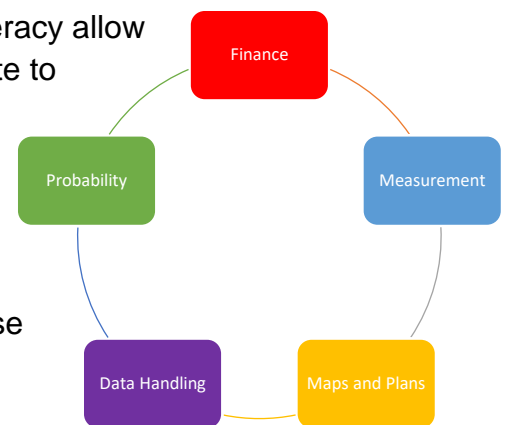 eracy allow
te to
se
Finance
Measurement
Maps and Plans
Data Handling
Probability